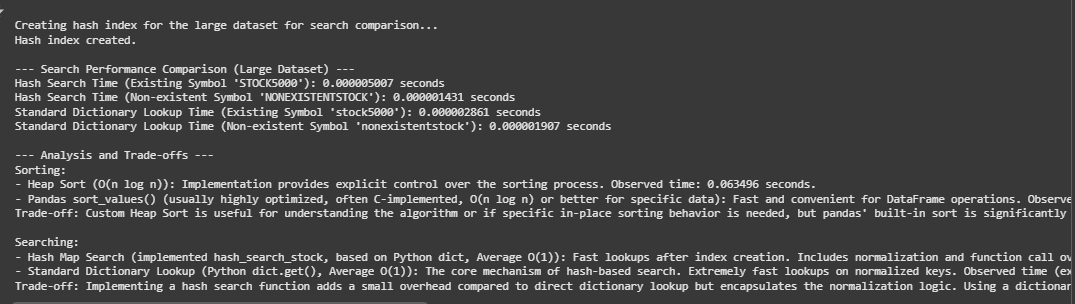 Creating hash index for the large dataset for search comparison...
Hash index created.
--- Search Performance Comparison (Large Dataset) ---
Hash Search Time (Existing Symbol 'STOCK5000'): 0.000005007 seconds
Hash Search Time (Non-existent Symbol 'NONEXISTENTSTOCK'): 0.000001431 seconds
Standard Dictionary Lookup Time (Existing Symbol 'stock5000'): 0.000002861 seconds
Standard Dictionary Lookup Time (Non-existent Symbol 'nonexistentstock'): 0.000001907 seconds
--- Analysis and Trade-offs ---
Sorting:
- Heap Sort (O(n log n)): Implementation provides explicit control over the sorting process. Observed time: 0.063496 seconds.
- Pandas sort_values() (usually highly optimized, often C-implemented, O(n log n) or better for specific data): Fast and convenient for DataFrame operations. Observe
Trade-off: Custom Heap Sort is useful for understanding the algorithm or if specific in-place sorting behavior is needed, but pandas' built-in sort is significantly
Searching:
- Hash Map Search (implemented hash_search_stock, based on Python dict, Average O(1)): Fast lookups after index creation. Includes normalization and function call ov
- Standard Dictionary Lookup (Python dict.get(), Average O(1)): The core mechanism of hash-based search. Extremely fast lookups on normalized keys. Observed time (ex
Trade-off: Implementing a hash search function adds a small overhead compared to direct dictionary lookup but encapsulates the normalization logic. Using a dictionar